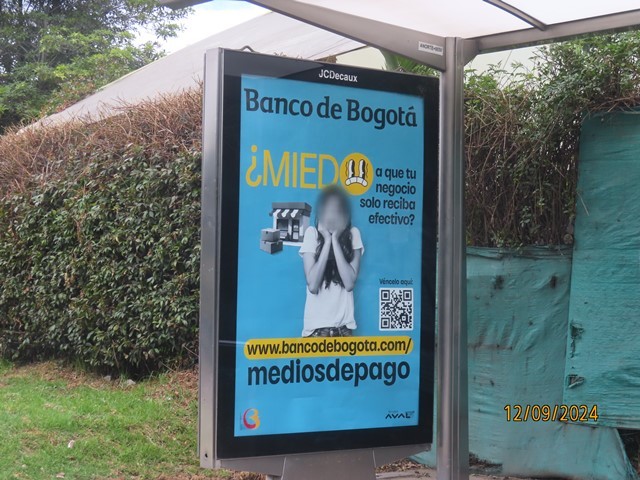 JCDecaux
Banco de Bogotá
¿MIEDO
a que tu
negocio
solo reciba
efectivo?
Véncelo aquí:
www.bancodebogota.com/
mediosdepago
AVAL
12/09/2024